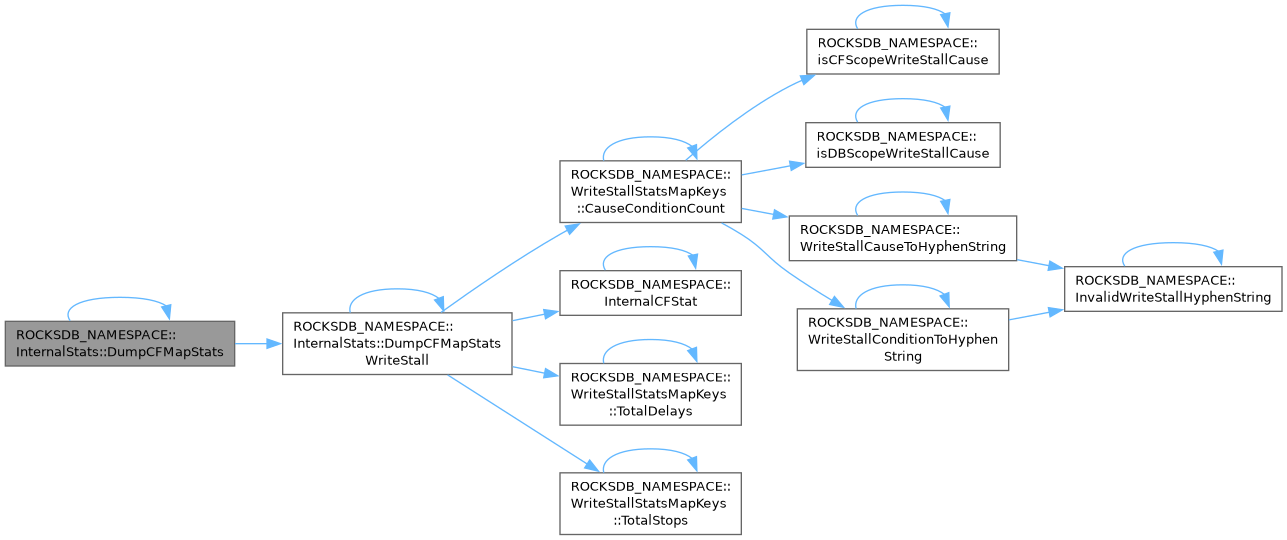 ROCKSDB_NAMESPACE::
InternalStats::DumpCFMapStats
ROCKSDB_NAMESPACE::
InternalStats::DumpCFMapStats
WriteStall
ROCKSDB_NAMESPACE::
WriteStallStatsMapKeys
::CauseConditionCount
ROCKSDB_NAMESPACE::
isCFScopeWriteStallCause
ROCKSDB_NAMESPACE::
isDBScopeWriteStallCause
ROCKSDB_NAMESPACE::
WriteStallCauseToHyphenString
ROCKSDB_NAMESPACE::
InvalidWriteStallHyphenString
ROCKSDB_NAMESPACE::
WriteStallConditionToHyphen
String
ROCKSDB_NAMESPACE::
InternalCFStat
ROCKSDB_NAMESPACE::
WriteStallStatsMapKeys
::TotalDelays
ROCKSDB_NAMESPACE::
WriteStallStatsMapKeys
::TotalStops